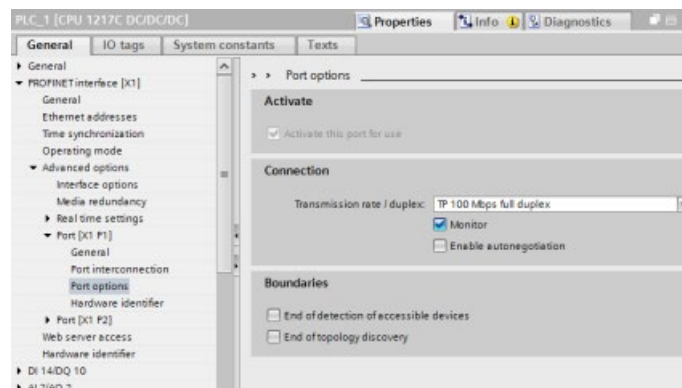 PLC_1 [CPU 1217C DC/DC/DC]
Properties
Info
Diagnostics
General
IO tags
System constants
Texts
General
PROFINET interface [X1]
General
Ethernet addresses
Time synchronization
Operating mode
Advanced options
Interface options
Media redundancy
Real time settings
Port [X1 P1]
General
Port interconnection
Port options
Hardware identifier
Port [X1 P2]
Web server access
Hardware identifier
DI 14/DQ 10
AI 2/AQ 2
> > Port options
Activate
Activate this port for use
Connection
Transmission rate / duplex: TP 100 Mbps full duplex
Monitor
Enable autonegotiation
Boundaries
End of detection of accessible devices
End of topology discovery